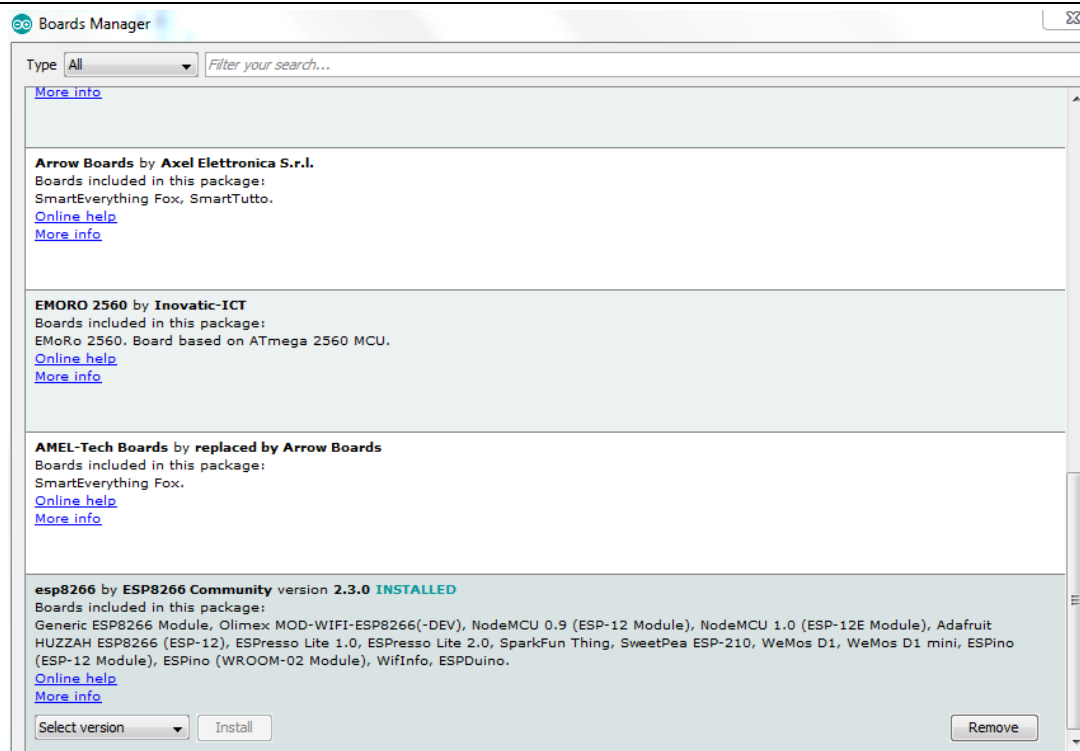 Boards Manager
Type All Filter your search...
More info
Arrow Boards by Axel Elettronica S.r.l.
Boards included in this package:
SmartEverything Fox, SmartTutto.
Online help
More info
EMORO 2560 by Inovatic-ICT
Boards included in this package:
EMoRo 2560. Board based on ATmega 2560 MCU.
Online help
More info
AMEL-Tech Boards by replaced by Arrow Boards
Boards included in this package:
SmartEverything Fox.
Online help
More info
esp8266 by ESP8266 Community version 2.3.0 INSTALLED
Boards included in this package:
Generic ESP8266 Module, Olimex MOD-WIFI-ESP8266(-DEV), NodeMCU 0.9 (ESP-12 Module), NodeMCU 1.0 (ESP-12E Module), Adafruit
HUZZAH ESP8266 (ESP-12), ESPresso Lite 1.0, ESPresso Lite 2.0, SparkFun Thing, SweetPea ESP-210, WeMos D1, WeMos D1 mini, ESPino
(ESP-12 Module), ESPino (WROOM-02 Module), WifInfo, ESPDuino.
Online help
More info
Select version Install Remove